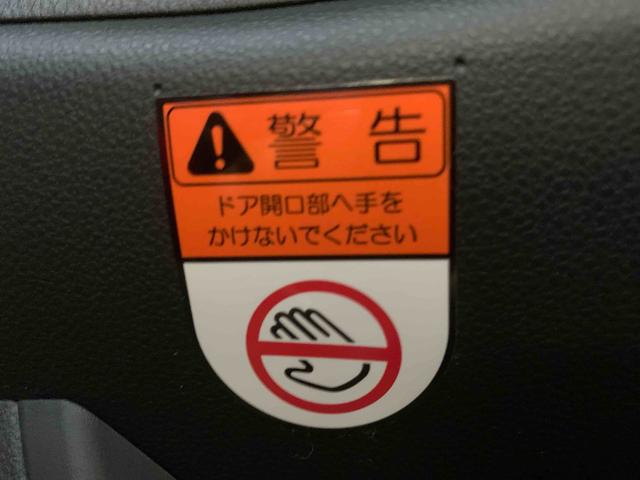 警告
ドア開口部へ手を
かけないでください